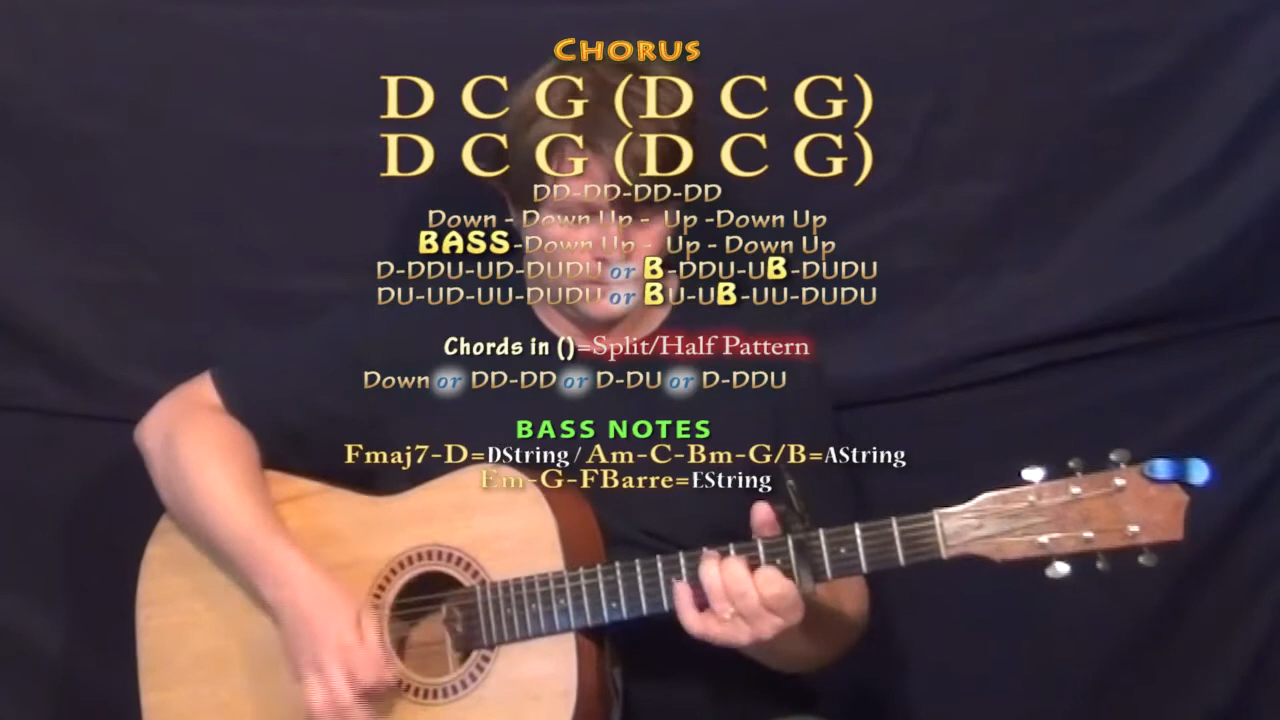 CHORUS
D C G (D C G)
D C G (D C G)
DD-DD-DD-DD
Down - Down Up - Up -Down Up
BASS-Down Up - Up - Down Up
D-DDU-UD-DUDU or B-DDU-UB-DUDU
DU-UD-UU-DUDU or BU-UB-UU-DUDU
Chords in ()=Split/Half Pattern
Down or DD-DD or D-DU or D-DDU
BASS NOTES
Fmaj7-D=DString / Am-C-Bm-G/B=AString
Em-G-FBarre=EString